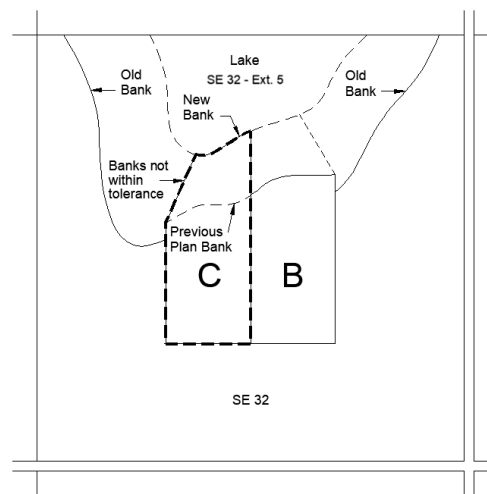 Lake
SE 32 - Ext. 5
Old
Bank
Old
Bank
New
Bank
Banks not
within
tolerance
Previous
Plan Bank
C
B
SE 32